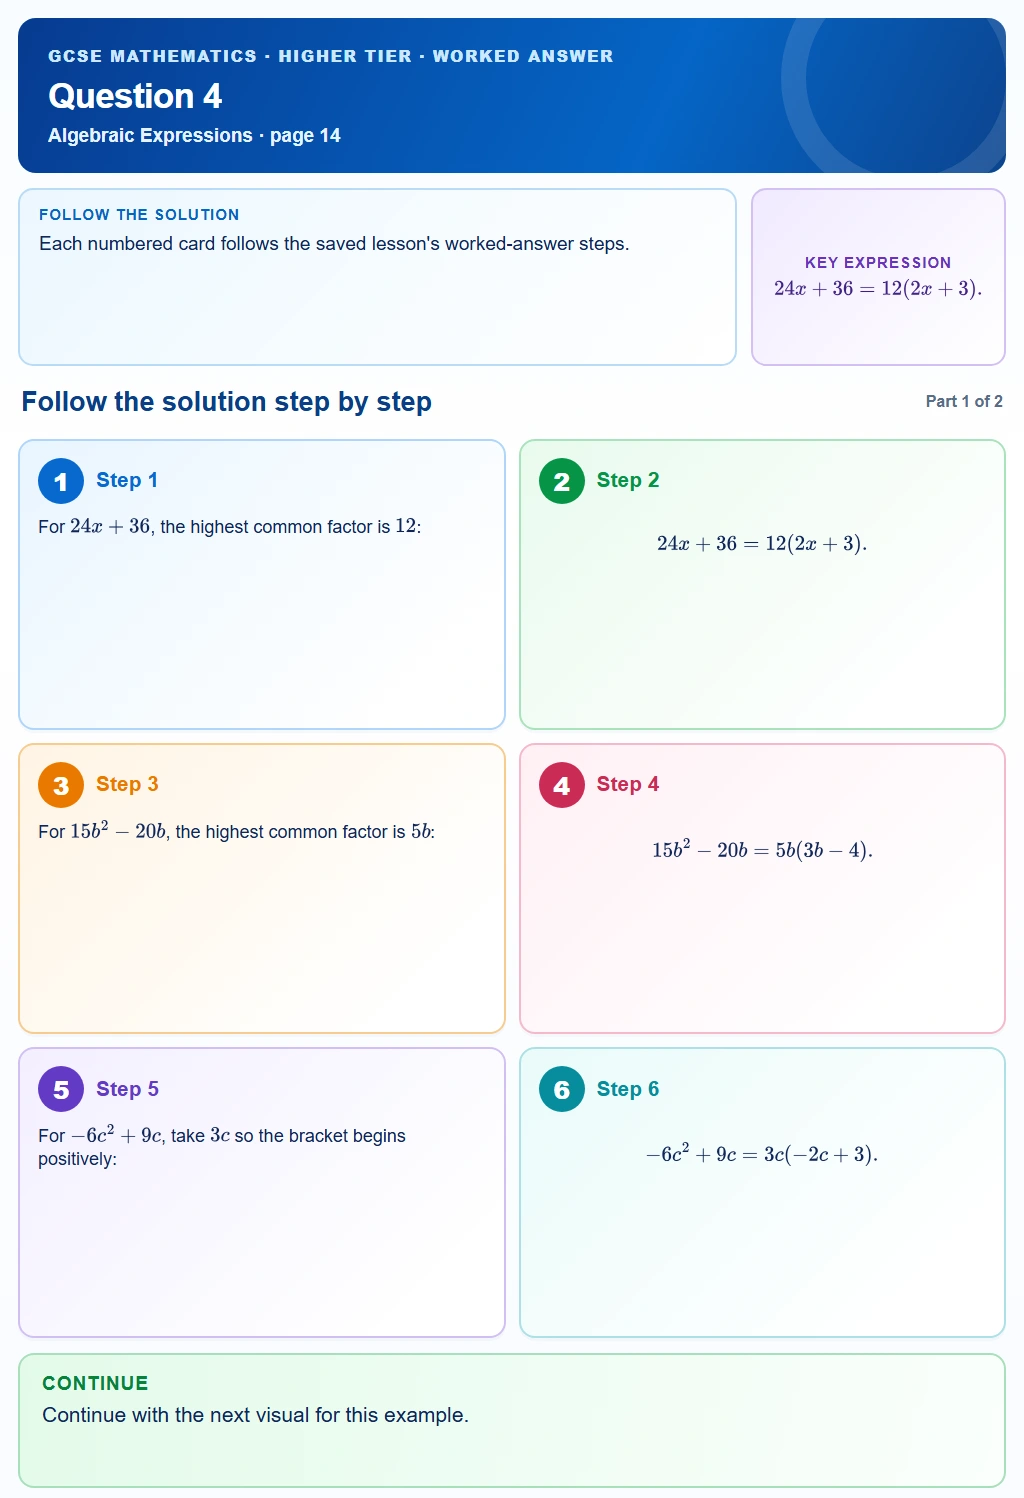 GCSE MATHEMATICS · HIGHER TIER · WORKED ANSWER
Question 4
Algebraic Expressions · page 14
FOLLOW THE SOLUTION
Each numbered card follows the saved lesson's worked-answer steps.
KEY EXPRESSION
24x + 36 = 12(2x + 3).
Follow the solution step by step
Part 1 of 2
1 Step 1
For 24x + 36, the highest common factor is 12:
2 Step 2
24x + 36 = 12(2x + 3).
3 Step 3
For 15b² − 20b, the highest common factor is 5b:
4 Step 4
15b² − 20b = 5b(3b − 4).
5 Step 5
For −6c² + 9c, take 3c so the bracket begins
positively:
6 Step 6
−6c² + 9c = 3c(−2c + 3).
CONTINUE
Continue with the next visual for this example.